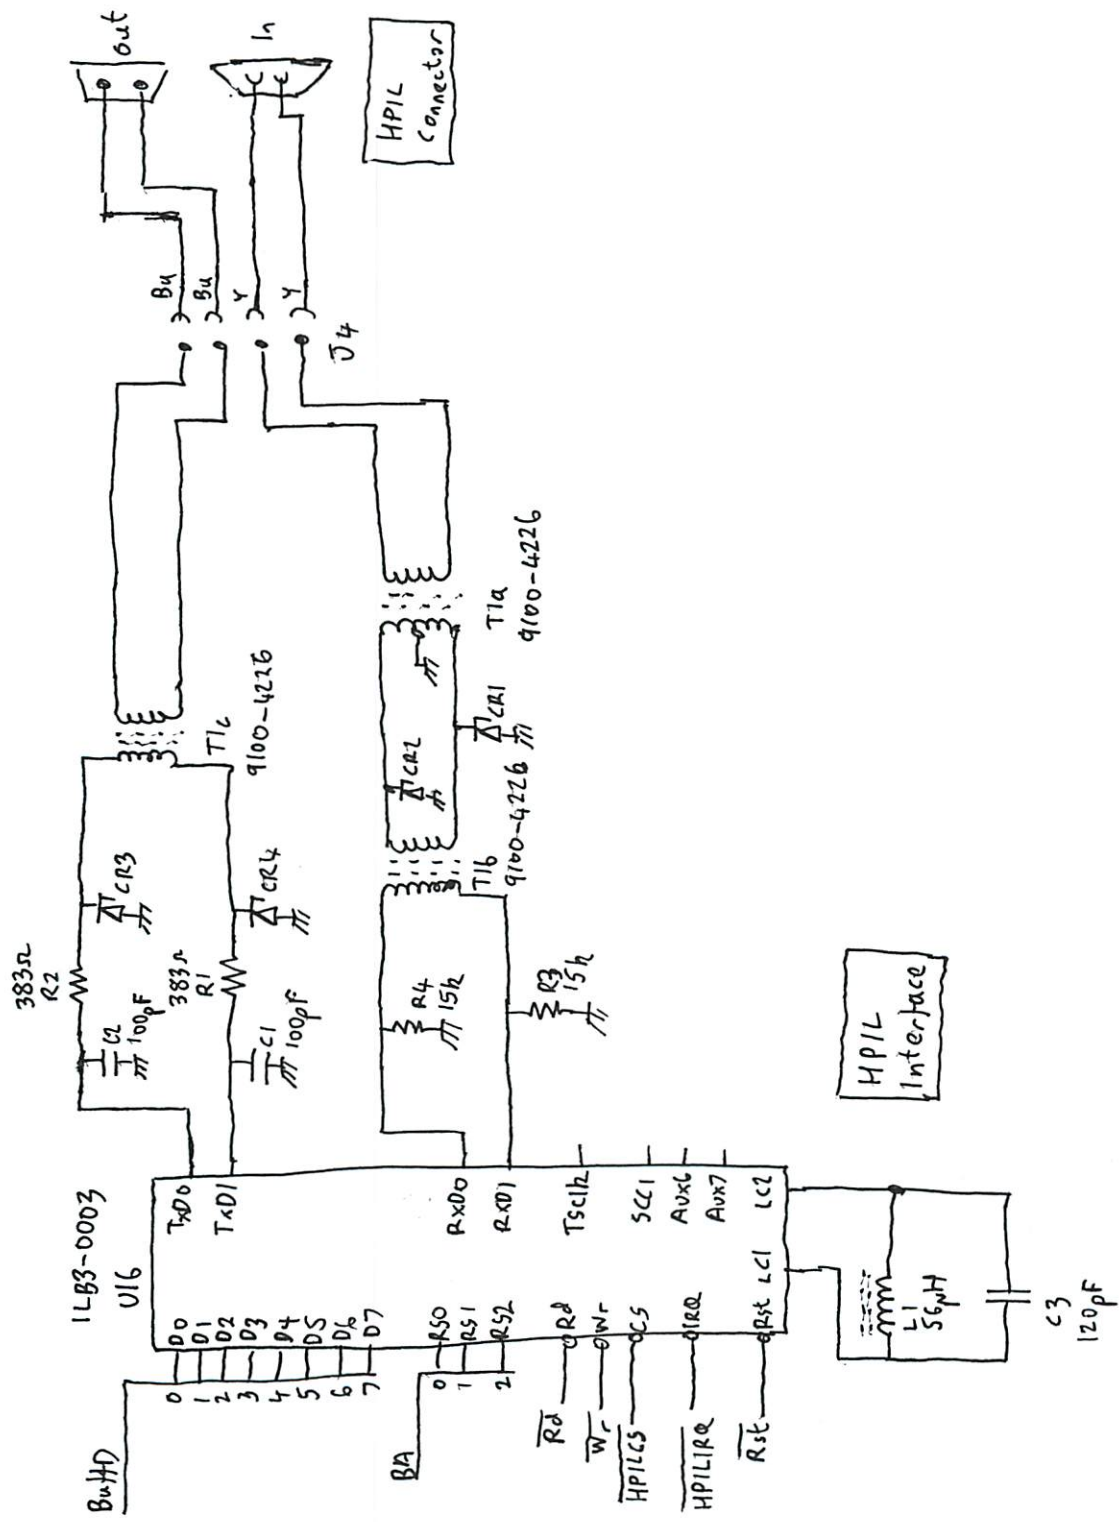 BuffD
0
1
2
3
4
5
6
7
D0
D1
D2
D3
D4
D5
D6
D7
BA
0
1
2
RS0
RS1
RS2
Rd
Wr
HPILCS
HPILIRQ
Rst
Rd
Wr
CS
IRQ
Rst
1LB3-0003
U16
TxD0
TxD1
RxD0
RxD1
TSClk
SCC1
Aux6
Aux7
LC1
LC2
L1
56μH
C3
120pF
383Ω
R2
C2
100pF
383Ω
R1
C1
100pF
CR3
CR4
T1c
9100-4226
R4
15k
R3
15k
T1b
9100-4226
CR2
CR1
T1a
9100-4226
Bu
Bu
Y
Y
J4
out
In
HPIL
Connector
HPIL
Interface